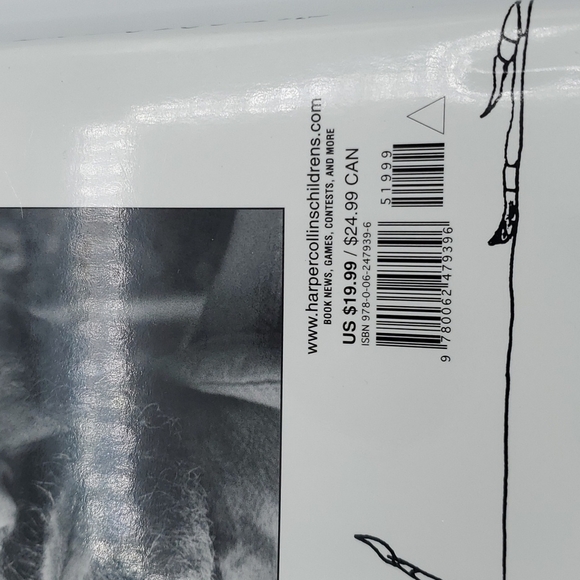 www.harpercollinschildrens.com
BOOK NEWS, GAMES, CONTESTS, AND MORE
US $19.99 / $24.99 CAN
ISBN 978-0-06-247939-6
51999
9 780062 479396